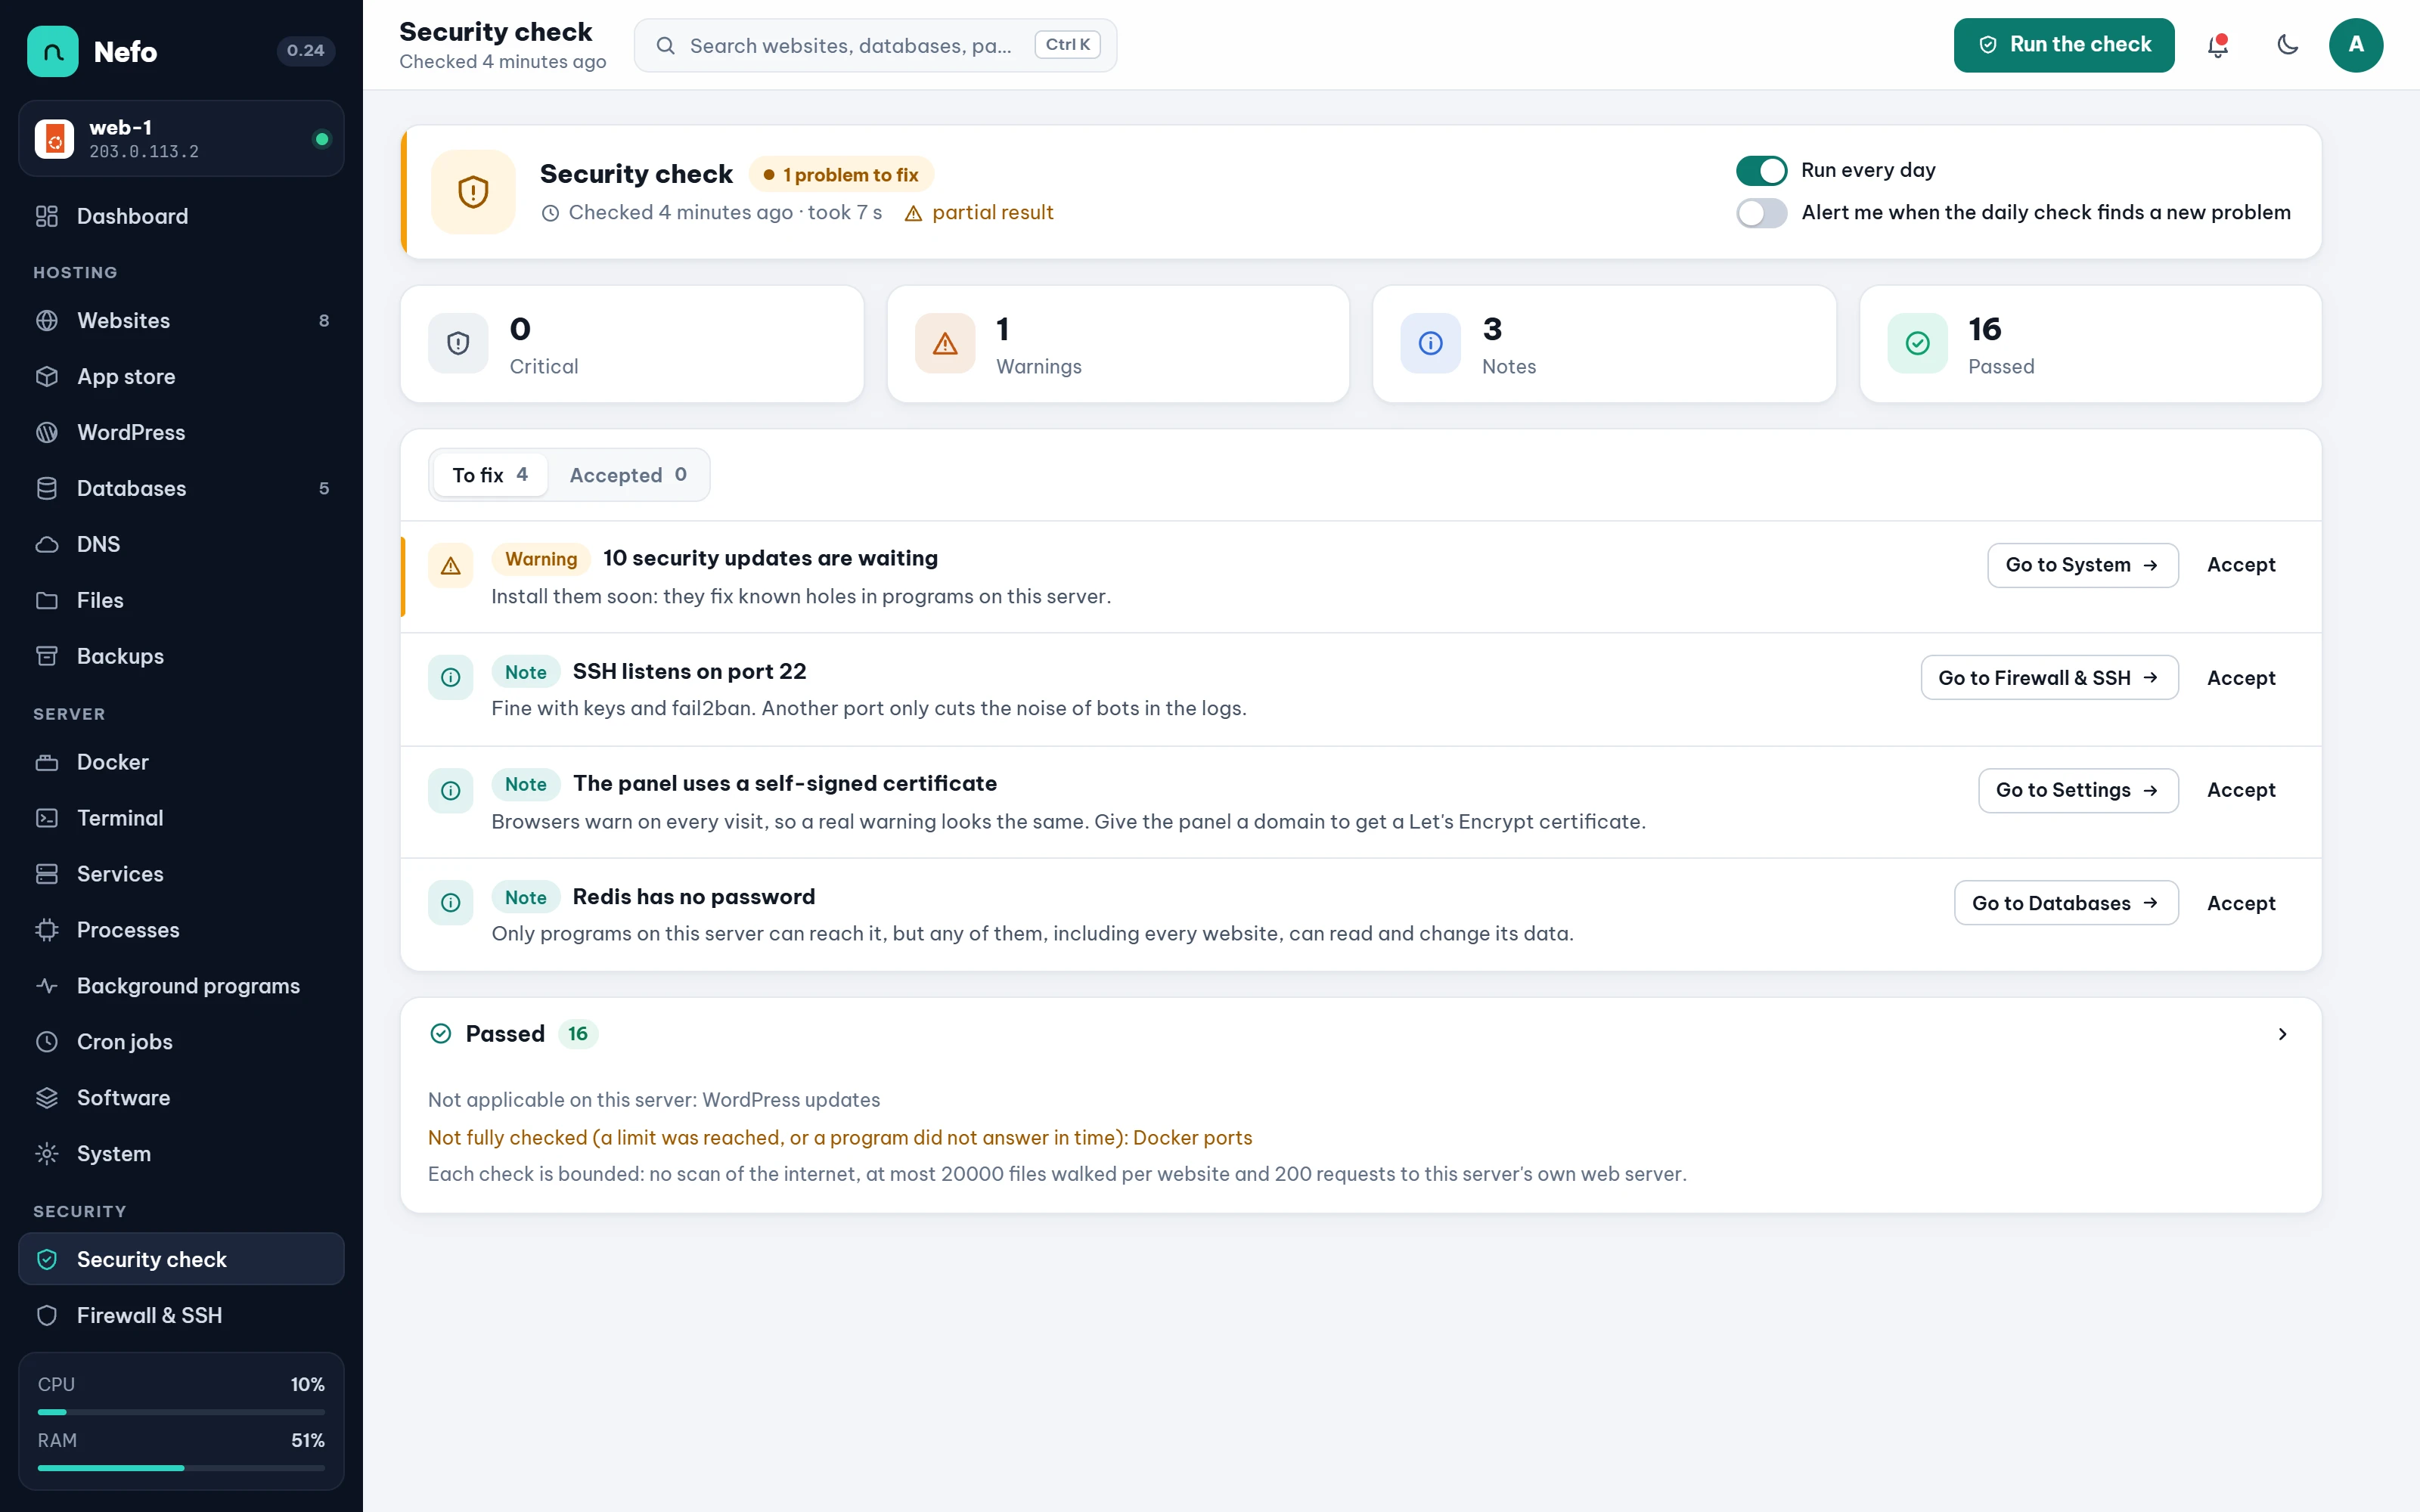 Nefo
0.24
web-1
203.0.113.2
Dashboard
HOSTING
Websites 8
App store
WordPress
Databases 5
DNS
Files
Backups
SERVER
Docker
Terminal
Services
Processes
Background programs
Cron jobs
Software
System
SECURITY
Security check
Firewall & SSH
CPU 10%
RAM 51%
Security check
Checked 4 minutes ago
Search websites, databases, pa...
Ctrl K
Run the check
A
Security check
1 problem to fix
Checked 4 minutes ago · took 7 s
partial result
Run every day
Alert me when the daily check finds a new problem
0
Critical
1
Warnings
3
Notes
16
Passed
To fix 4
Accepted 0
Warning 10 security updates are waiting
Install them soon: they fix known holes in programs on this server.
Go to System →
Accept
Note SSH listens on port 22
Fine with keys and fail2ban. Another port only cuts the noise of bots in the logs.
Go to Firewall & SSH →
Accept
Note The panel uses a self-signed certificate
Browsers warn on every visit, so a real warning looks the same. Give the panel a domain to get a Let's Encrypt certificate.
Go to Settings →
Accept
Note Redis has no password
Only programs on this server can reach it, but any of them, including every website, can read and change its data.
Go to Databases →
Accept
Passed 16
Not applicable on this server: WordPress updates
Not fully checked (a limit was reached, or a program did not answer in time): Docker ports
Each check is bounded: no scan of the internet, at most 20000 files walked per website and 200 requests to this server's own web server.